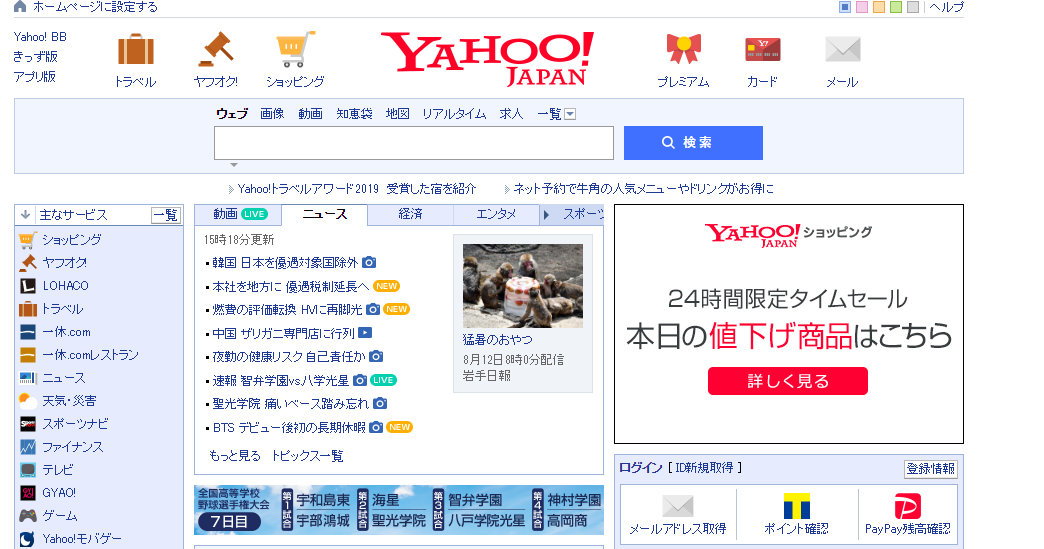 ホームページに設定する
ヘルプ
Yahoo! BB
きっず版
アプリ版
トラベル
ヤフオク!
ショッピング
YAHOO!
JAPAN
プレミアム
Y!
カード
メール
ウェブ 画像 動画 知恵袋 地図 リアルタイム 求人 一覧
検索
Yahoo!トラベルアワード2019 受賞した宿を紹介
ネット予約で牛角の人気メニューやドリンクがお得に
主なサービス 一覧
ショッピング
ヤフオク!
LOHACO
トラベル
一休.com
一休.comレストラン
ニュース
天気・災害
スポーツナビ
ファイナンス
テレビ
GYAO!
ゲーム
Yahoo!モバゲー
動画 LIVE ニュース 経済 エンタメ スポーツ
15時18分更新
韓国 日本を優遇対象国除外
本社を地方に 優遇税制延長へ NEW
燃費の評価転換 HVに再脚光 NEW
中国 ザリガニ専門店に行列
夜勤の健康リスク 自己責任か
速報 智弁学園vs.八学光星 LIVE
聖光学院 痛いベース踏み忘れ
BTS デビュー後初の長期休暇 NEW
もっと見る トピックス一覧
猛暑のおやつ
8月12日8時0分配信
岩手日報
全国高等学校
野球選手権大会
7日目
第1試合 宇和島東 宇部鴻城
第2試合 海星 聖光学院
第3試合 智弁学園 八戸学院光星
第4試合 神村学園 高岡商
YAHOO!
JAPAN
ショッピング
24時間限定タイムセール
本日の値下げ商品はこちら
詳しく見る
ログイン [ ID新規取得 ]
登録情報
メールアドレス取得
ポイント確認
PayPay残高確認